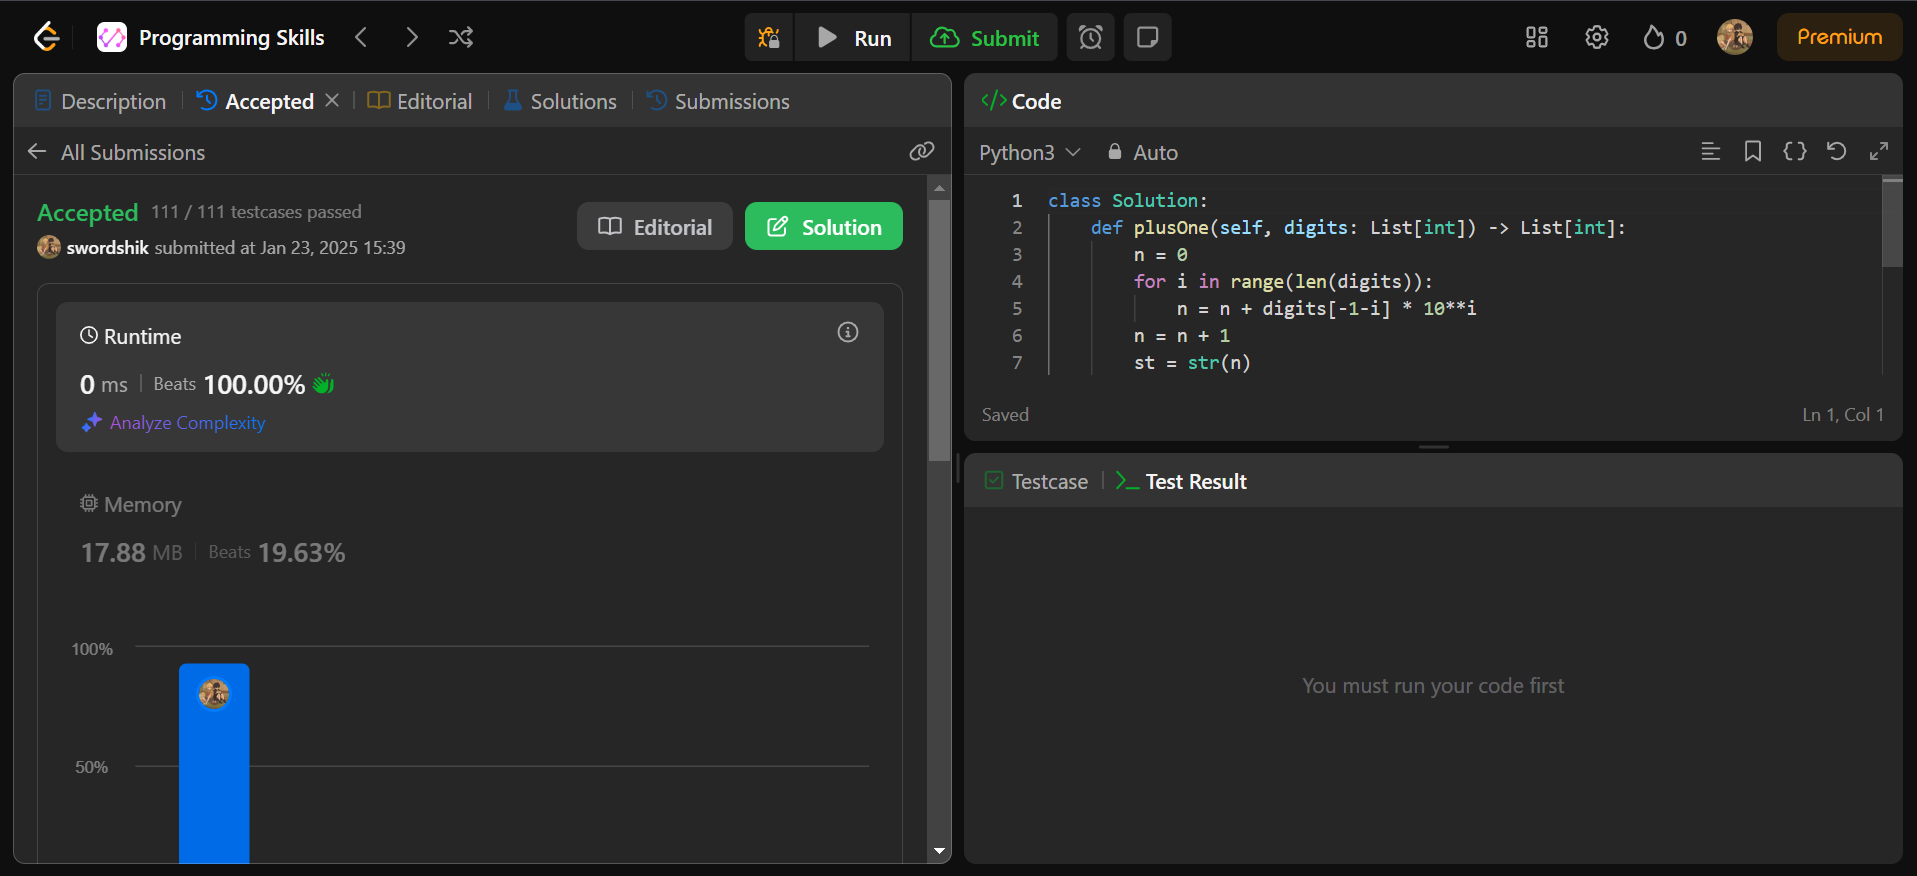 Programming Skills
Run
Submit
0
Premium
Description
Accepted
Editorial
Solutions
Submissions
All Submissions
Accepted 111 / 111 testcases passed
swordshik submitted at Jan 23, 2025 15:39
Editorial
Solution
Runtime
0 ms
Beats 100.00%
Analyze Complexity
Memory
17.88 MB
Beats 19.63%
100%
50%
</> Code
Python3
Auto
1 class Solution:
2     def plusOne(self, digits: List[int]) -> List[int]:
3         n = 0
4         for i in range(len(digits)):
5             n = n + digits[-1-i] * 10**i
6         n = n + 1
7         st = str(n)
Saved
Ln 1, Col 1
Testcase
Test Result
You must run your code first